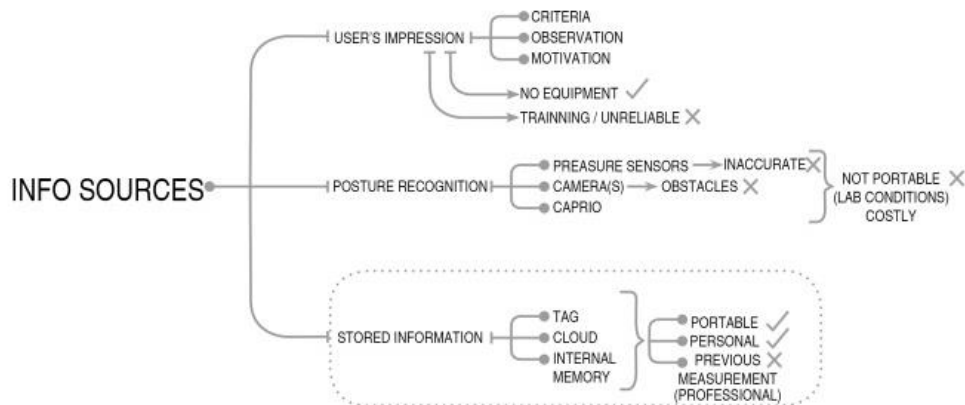 INFO SOURCES
USER'S IMPRESSION
CRITERIA
OBSERVATION
MOTIVATION
NO EQUIPMENT
TRAINNING / UNRELIABLE
POSTURE RECOGNITION
PREASURE SENSORS
INACCURATE
CAMERA(S)
OBSTACLES
CAPRIO
NOT PORTABLE
(LAB CONDITIONS)
COSTLY
STORED INFORMATION
TAG
CLOUD
INTERNAL
MEMORY
PORTABLE
PERSONAL
PREVIOUS
MEASUREMENT
(PROFESSIONAL)